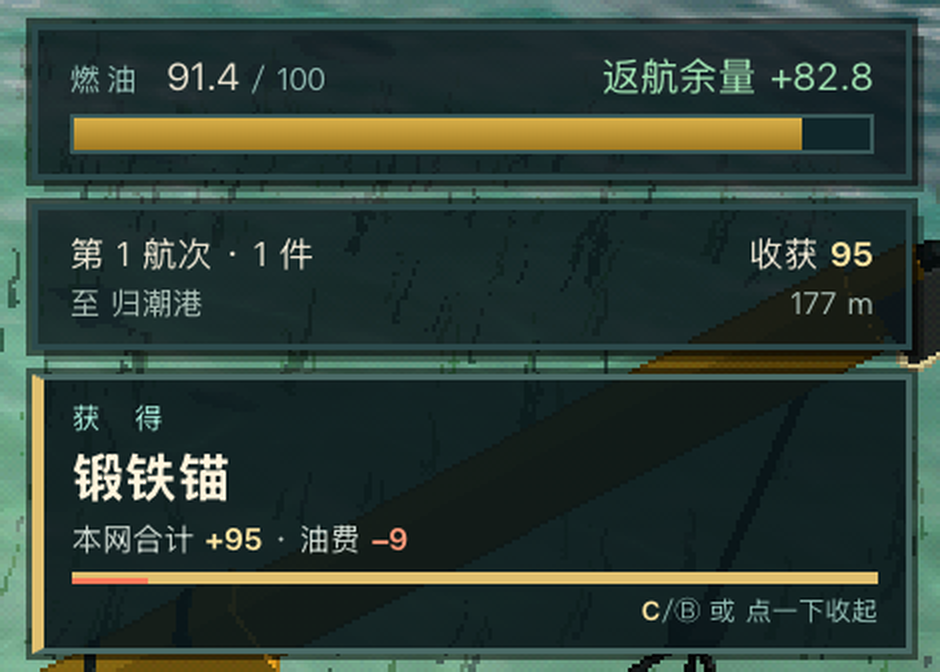 燃油 91.4 / 100 返航余量 +82.8
第 1 航次 · 1 件 收获 95
至 归潮港 177 m
获 得
锻铁锚
本网合计 +95 · 油费 −9
C/Ⓑ 或 点一下收起